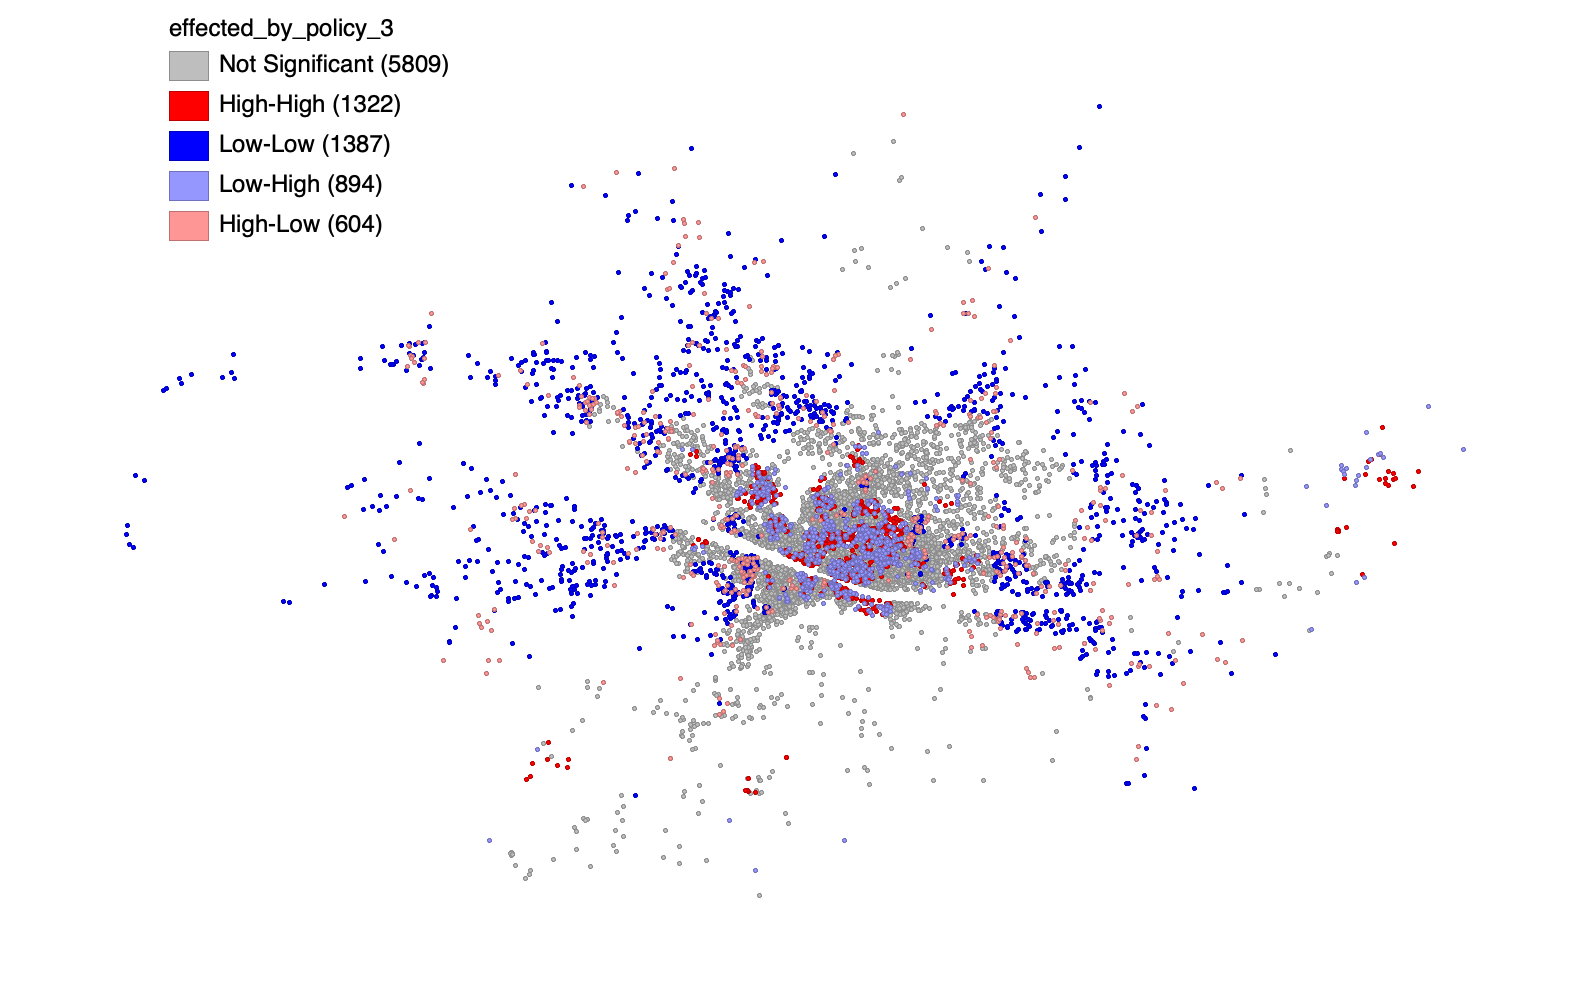 effected_by_policy_3
Not Significant (5809)
High-High (1322)
Low-Low (1387)
Low-High (894)
High-Low (604)